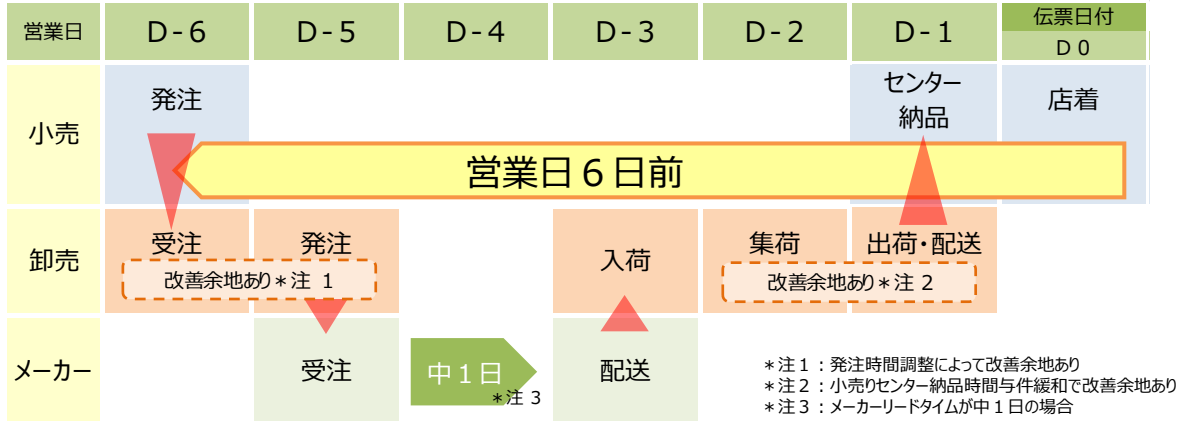 営業日 D-6 D-5 D-4 D-3 D-2 D-1 伝票日付
D 0
小売 発注 センター 店着
納品
営業日6日前
卸売 受注 発注 入荷 集荷 出荷・配送
改善余地あり＊注 1 改善余地あり＊注 2
メーカー 受注 中1日 配送
＊注 3
＊注1：発注時間調整によって改善余地あり
＊注2：小売りセンター納品時間与件緩和で改善余地あり
＊注3：メーカーリードタイムが中1日の場合